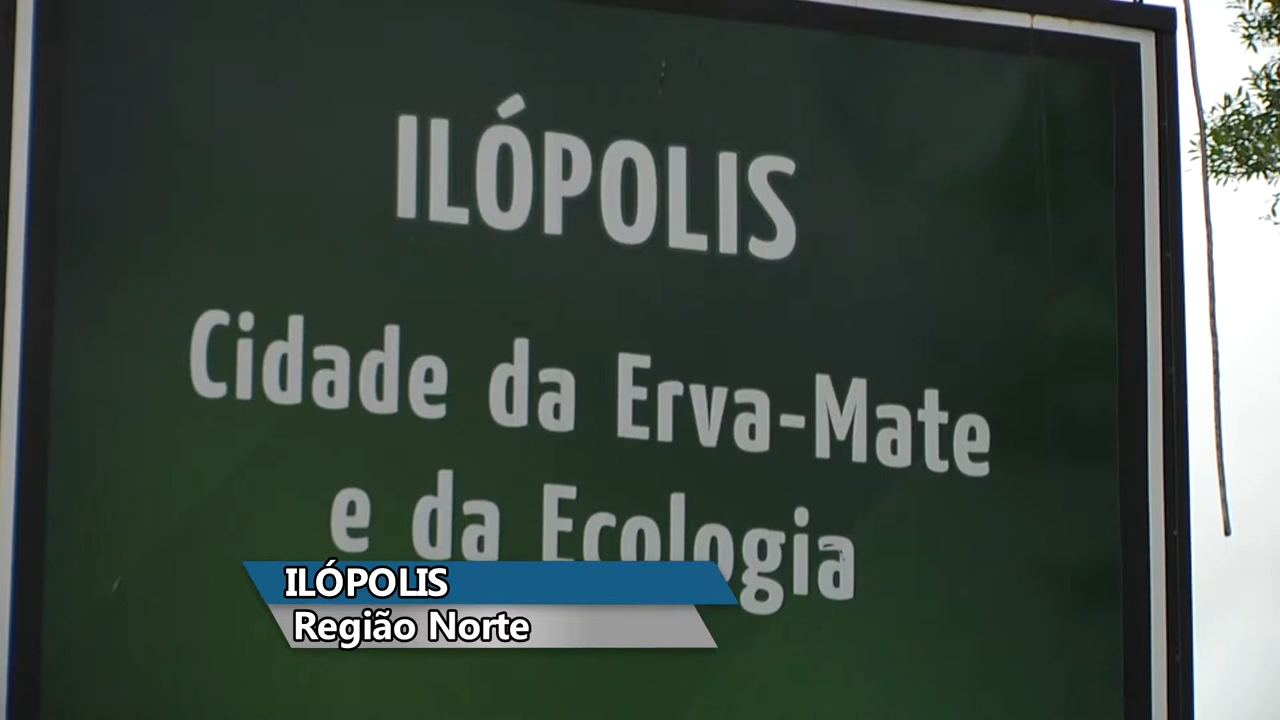 ILÓPOLIS
Cidade da Erva-Mate
e da Ecologia
ILÓPOLIS
Região Norte